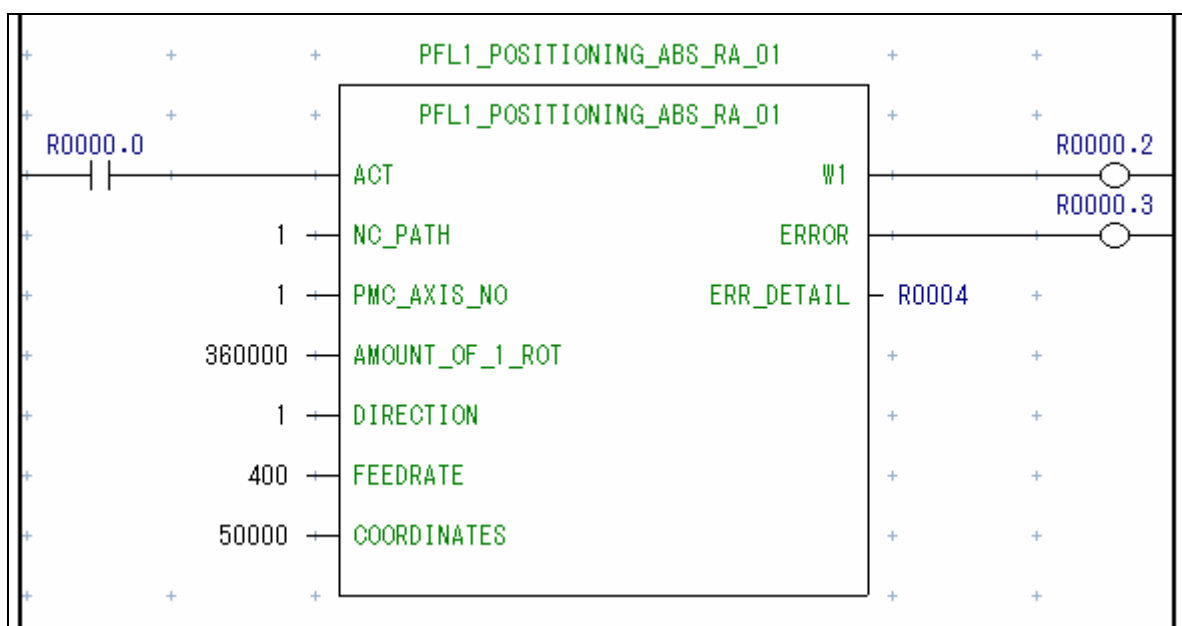 PFL1_POSITIONING_ABS_RA_01
PFL1_POSITIONING_ABS_RA_01
R0000.0 R0000.2
ACT W1
R0000.3
1 NC_PATH ERROR
1 PMC_AXIS_NO ERR_DETAIL R0004
360000 AMOUNT_OF_1_ROT
1 DIRECTION
400 FEEDRATE
50000 COORDINATES